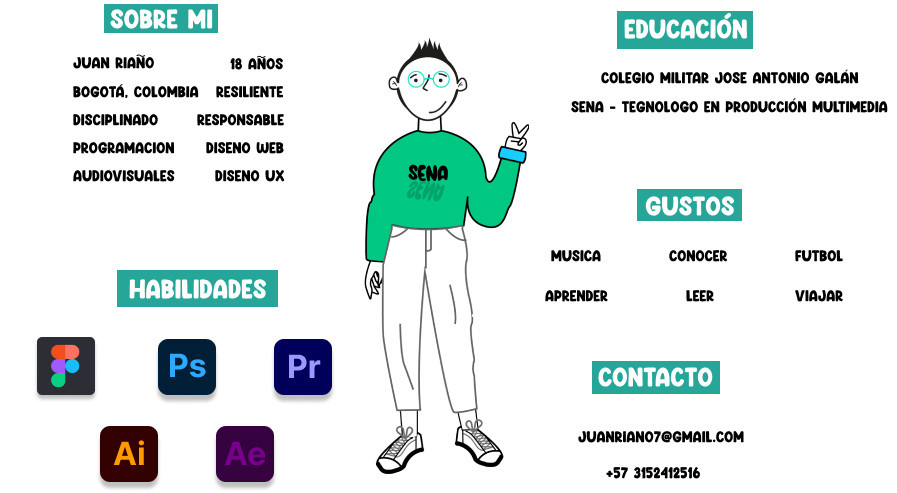 SOBRE MI
JUAN RIAÑO 18 AÑOS
BOGOTÁ, COLOMBIA RESILIENTE
DISCIPLINADO RESPONSABLE
PROGRAMACION DISENO WEB
AUDIOVISUALES DISENO UX
HABILIDADES
Ps Pr
Ai Ae
SENA
SENA
EDUCACIÓN
COLEGIO MILITAR JOSE ANTONIO GALÁN
SENA - TEGNOLOGO EN PRODUCCIÓN MULTIMEDIA
GUSTOS
MUSICA CONOCER FUTBOL
APRENDER LEER VIAJAR
CONTACTO
JUANRIANO7@GMAIL.COM
+57 3152412516